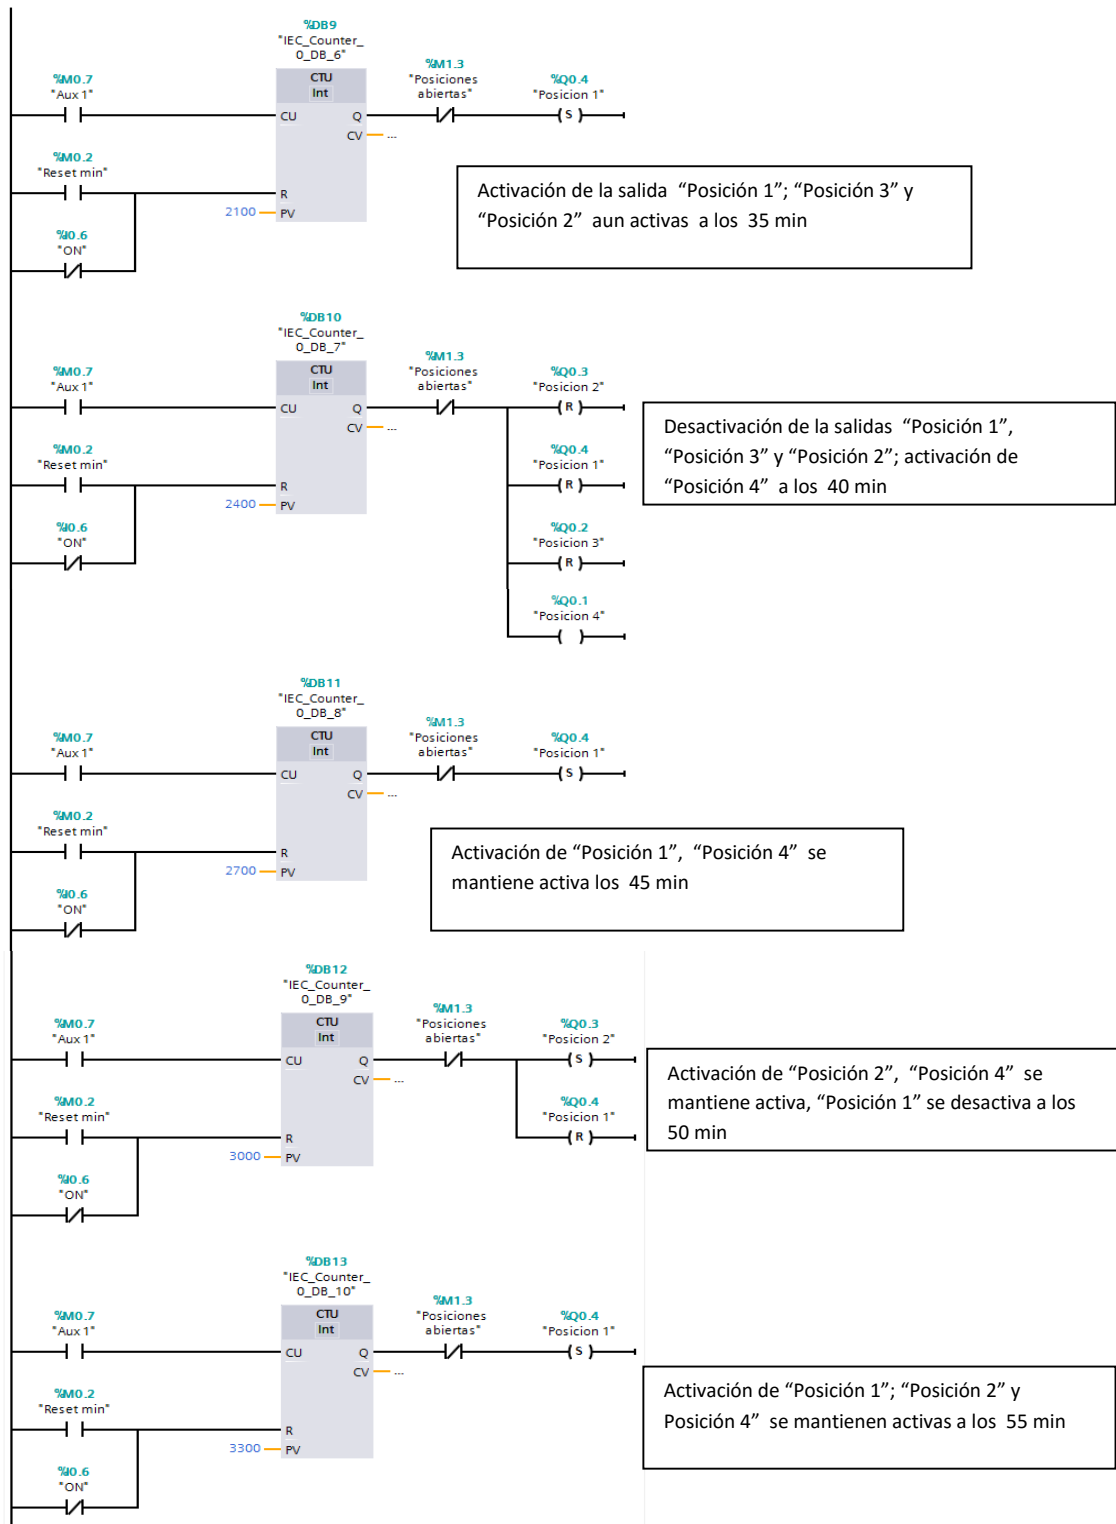 %DB9
"IEC_Counter_
0_DB_6"
CTU
Int
%M0.7
"Aux 1"
CU
Q
CV
...
%M1.3
"Posiciones
abiertas"
%Q0.4
"Posicion 1"
S
%M0.2
"Reset min"
R
2100
PV
%I0.6
"ON"
Activación de la salida “Posición 1”; “Posición 3” y
“Posición 2” aun activas a los 35 min
%DB10
"IEC_Counter_
0_DB_7"
CTU
Int
%M0.7
"Aux 1"
CU
Q
CV
...
%M1.3
"Posiciones
abiertas"
%Q0.3
"Posicion 2"
R
%M0.2
"Reset min"
R
2400
PV
%I0.6
"ON"
%Q0.4
"Posicion 1"
R
%Q0.2
"Posicion 3"
R
%Q0.1
"Posicion 4"
Desactivación de la salidas “Posición 1”,
“Posición 3” y “Posición 2”; activación de
“Posición 4” a los 40 min
%DB11
"IEC_Counter_
0_DB_8"
CTU
Int
%M0.7
"Aux 1"
CU
Q
CV
...
%M1.3
"Posiciones
abiertas"
%Q0.4
"Posicion 1"
S
%M0.2
"Reset min"
R
2700
PV
%I0.6
"ON"
Activación de “Posición 1”, “Posición 4” se
mantiene activa los 45 min
%DB12
"IEC_Counter_
0_DB_9"
CTU
Int
%M0.7
"Aux 1"
CU
Q
CV
...
%M1.3
"Posiciones
abiertas"
%Q0.3
"Posicion 2"
S
%M0.2
"Reset min"
R
3000
PV
%I0.6
"ON"
%Q0.4
"Posicion 1"
R
Activación de “Posición 2”, “Posición 4” se
mantiene activa, “Posición 1” se desactiva a los
50 min
%DB13
"IEC_Counter_
0_DB_10"
CTU
Int
%M0.7
"Aux 1"
CU
Q
CV
...
%M1.3
"Posiciones
abiertas"
%Q0.4
"Posicion 1"
S
%M0.2
"Reset min"
R
3300
PV
%I0.6
"ON"
Activación de “Posición 1”; “Posición 2” y
Posición 4” se mantienen activas a los 55 min